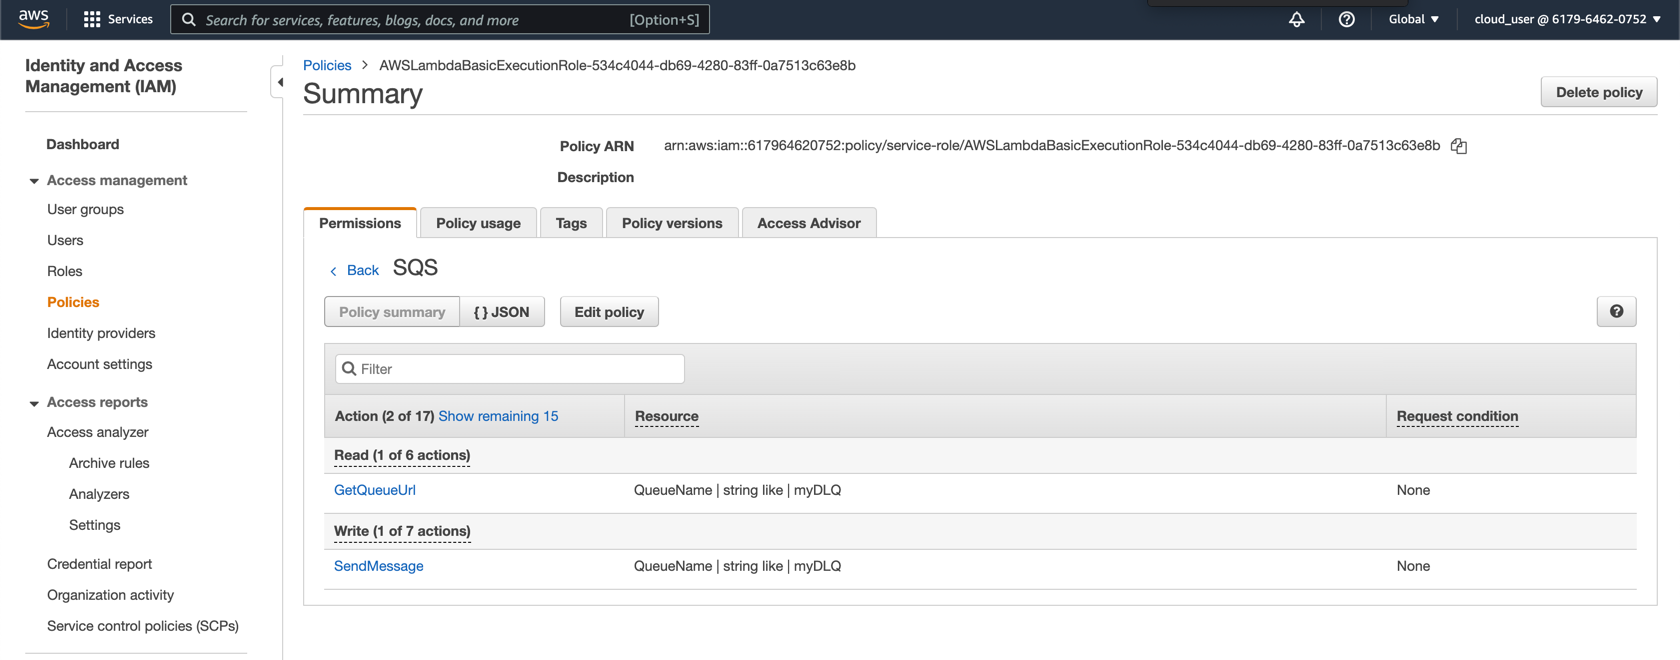 aws
Services
Search for services, features, blogs, docs, and more [Option+S]
Global
cloud_user @ 6179-6462-0752
Identity and Access
Management (IAM)
Dashboard
Access management
User groups
Users
Roles
Policies
Identity providers
Account settings
Access reports
Access analyzer
Archive rules
Analyzers
Settings
Credential report
Organization activity
Service control policies (SCPs)
Policies > AWSLambdaBasicExecutionRole-534c4044-db69-4280-83ff-0a7513c63e8b
Summary
Delete policy
Policy ARN arn:aws:iam::617964620752:policy/service-role/AWSLambdaBasicExecutionRole-534c4044-db69-4280-83ff-0a7513c63e8b
Description
Permissions Policy usage Tags Policy versions Access Advisor
Back SQS
Policy summary { } JSON Edit policy
Filter
Action (2 of 17) Show remaining 15 Resource Request condition
Read (1 of 6 actions)
GetQueueUrl QueueName | string like | myDLQ None
Write (1 of 7 actions)
SendMessage QueueName | string like | myDLQ None